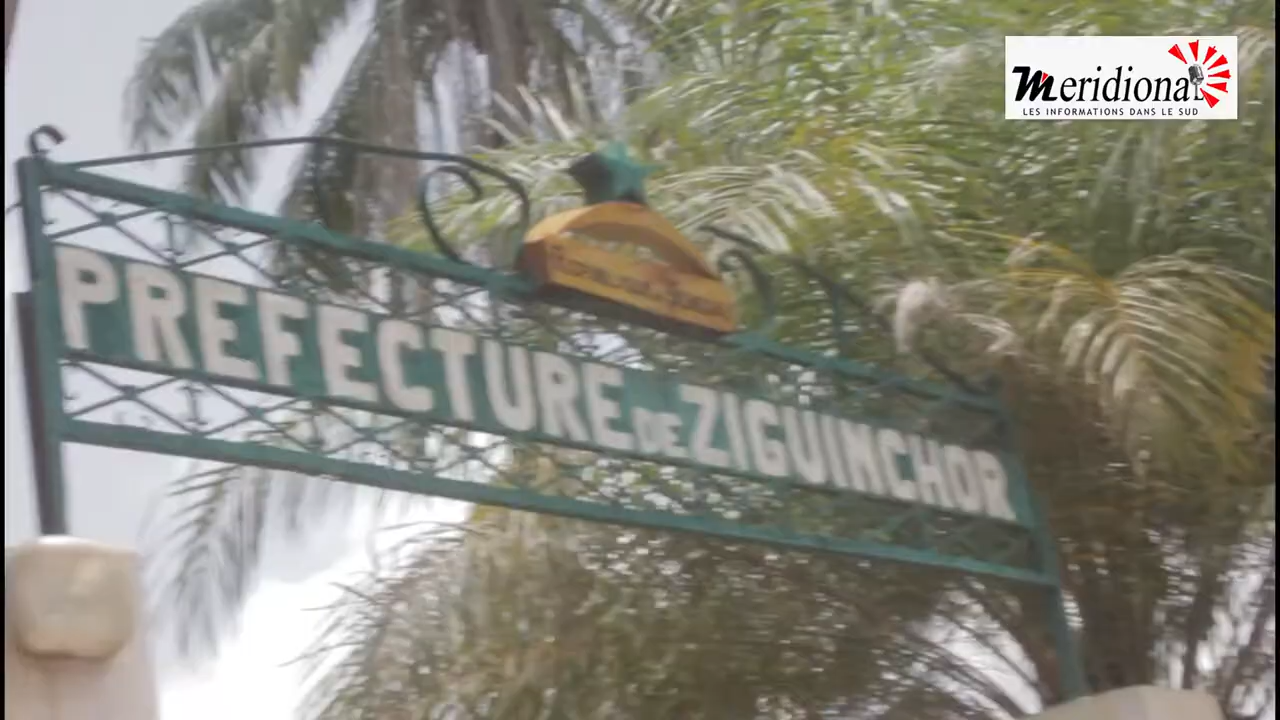 Meridional
LES INFORMATIONS DANS LE SUD
PREFECTURE DE ZIGUINCHOR